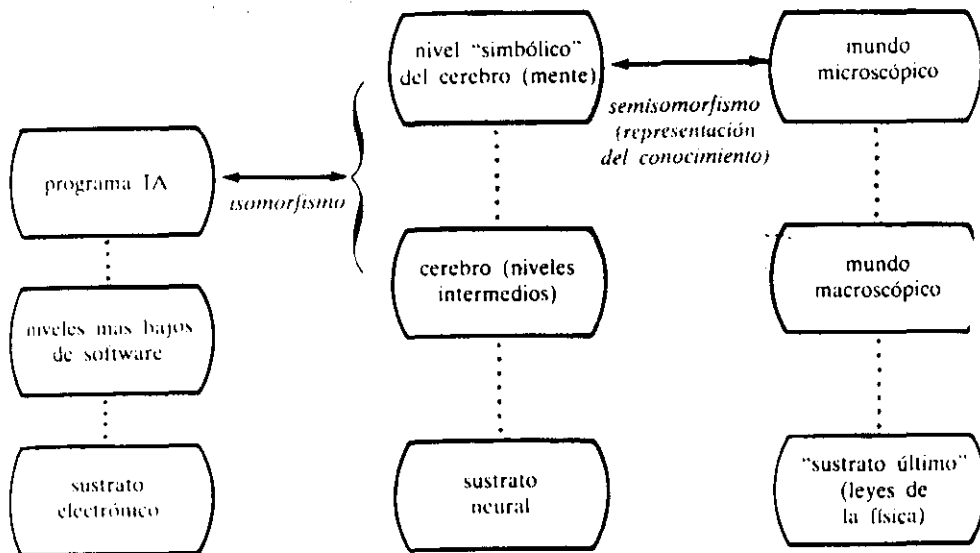 programa IA
niveles mas bajos
de software
sustrato
electrónico
isomorfismo
nivel "simbólico"
del cerebro (mente)
cerebro (niveles
intermedios)
sustrato
neural
semisomorfismo
(representación
del conocimiento)
mundo
microscópico
mundo
macroscópico
"sustrato último"
(leyes de
la física)